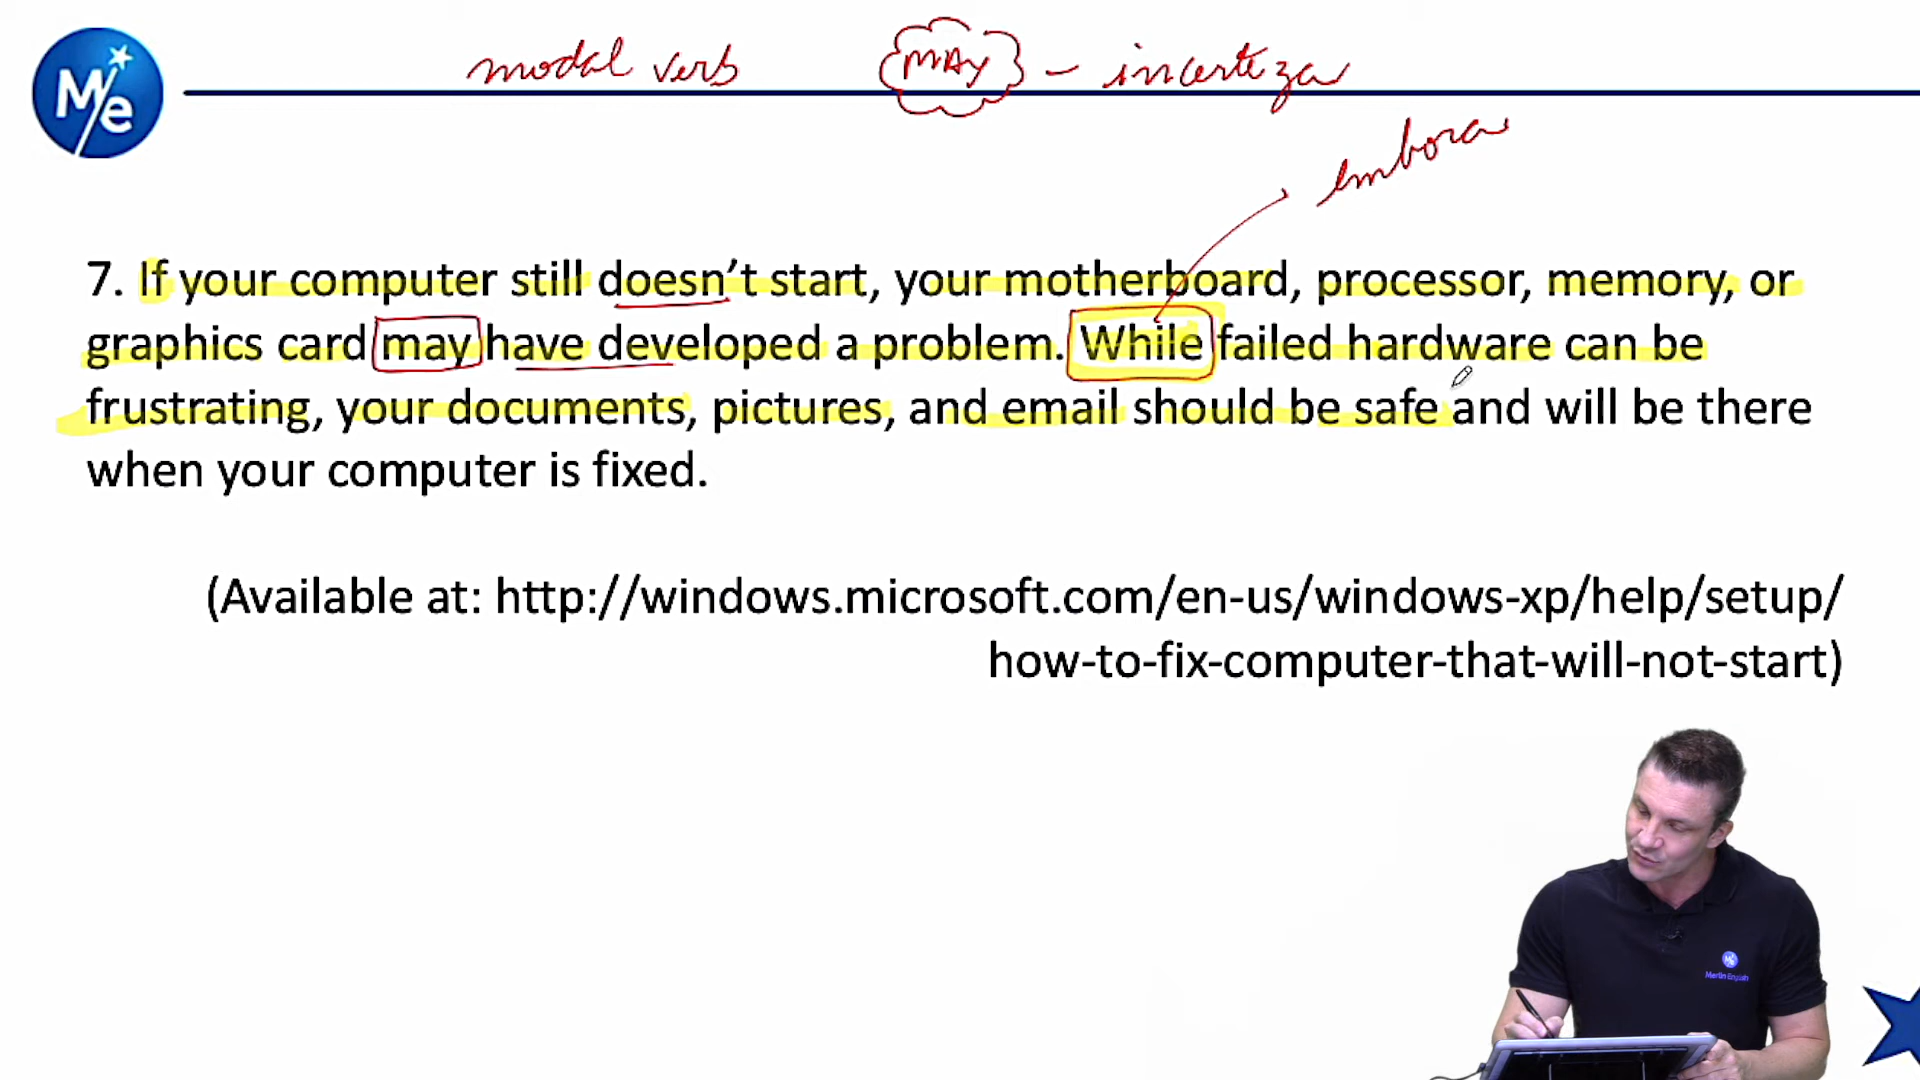 M/e
modal verb MAY - incerteza
embora
7. If your computer still doesn't start, your motherboard, processor, memory, or
graphics card may have developed a problem. While failed hardware can be
frustrating, your documents, pictures, and email should be safe and will be there
when your computer is fixed.
(Available at: http://windows.microsoft.com/en-us/windows-xp/help/setup/
how-to-fix-computer-that-will-not-start)
M/e
Merlin English